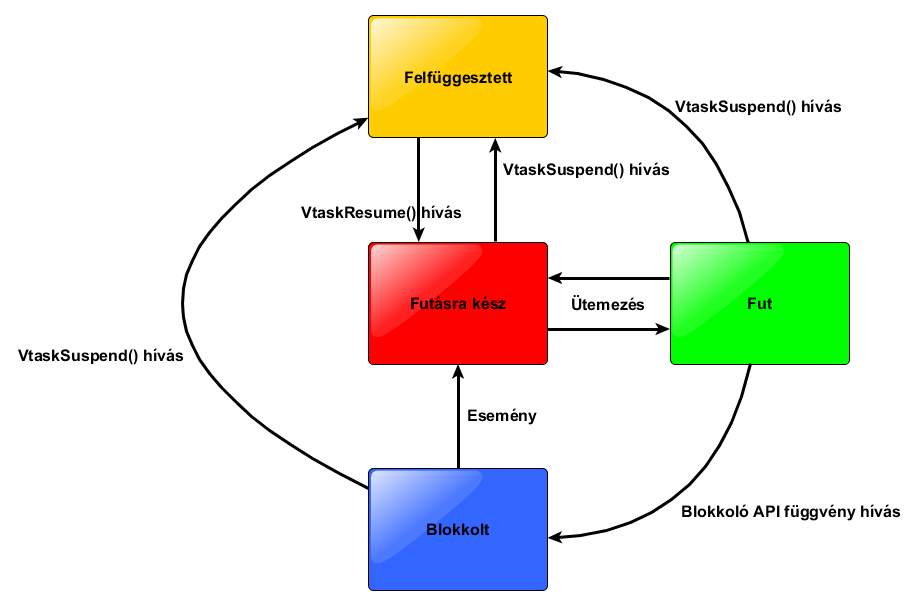 Felfüggesztett
VtaskSuspend() hívás
VtaskSuspend() hívás
VtaskResume() hívás
Futásra kész
Ütemezés
Fut
VtaskSuspend() hívás
Esemény
Blokkoló API függvény hívás
Blokkolt